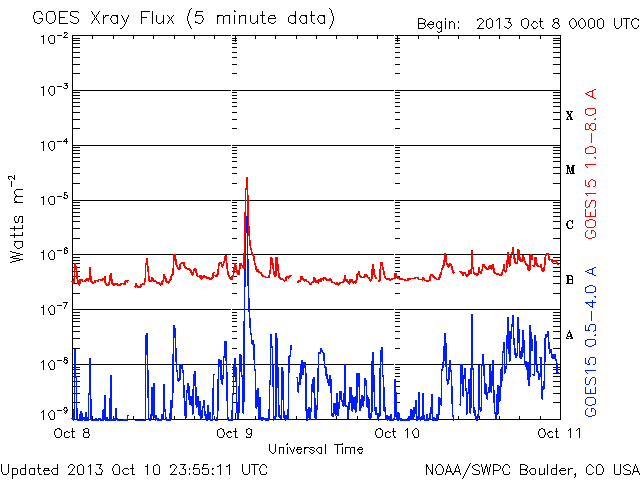 GOES Xray Flux (5 minute data)
Begin: 2013 Oct 8 0000 UTC
10-2
10-3
10-4
10-5
10-6
10-7
10-8
10-9
Watts m-2
X
M
C
B
A
GOES15 1.0-8.0 A
GOES15 0.5-4.0 A
Oct 8
Oct 9
Oct 10
Oct 11
Universal Time
Updated 2013 Oct 10 23:55:11 UTC
NOAA/SWPC Boulder, CO USA